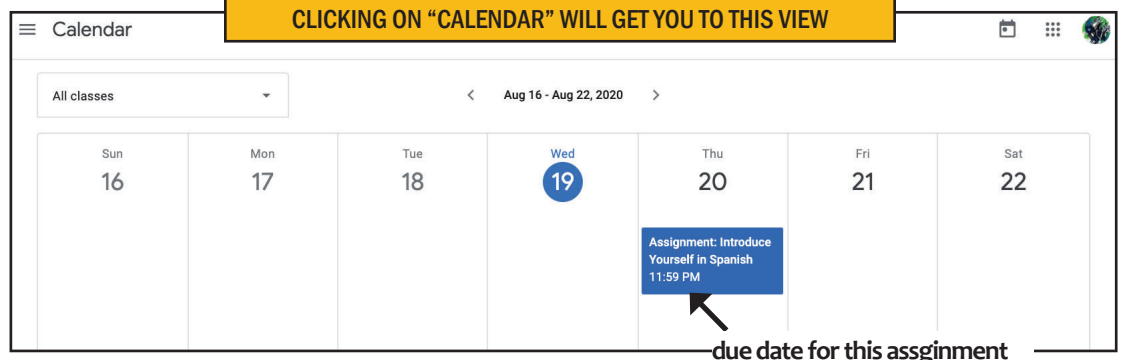 CLICKING ON “CALENDAR” WILL GET YOU TO THIS VIEW
Calendar
All classes
Aug 16 - Aug 22, 2020
Sun Mon Tue Wed Thu Fri Sat
16 17 18 19 20 21 22
Assignment: Introduce
Yourself in Spanish
11:59 PM
due date for this assginment